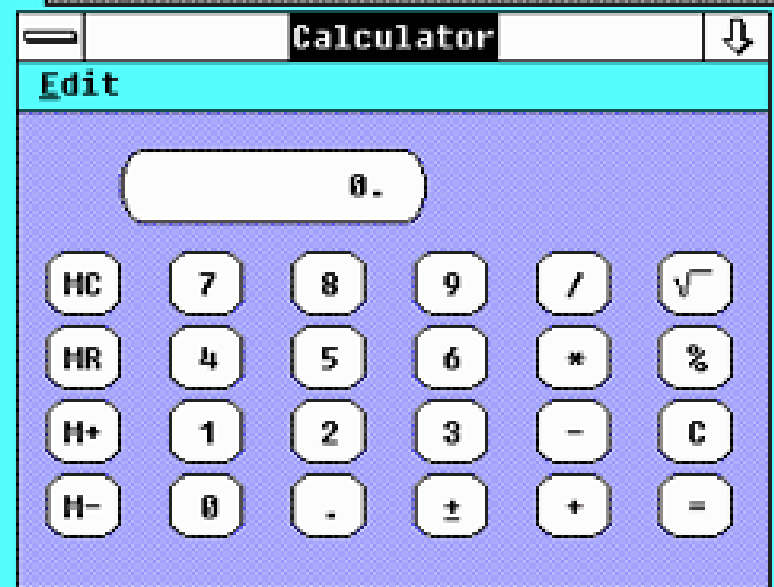 Calculator
Edit
0.
MC 7 8 9 / √
MR 4 5 6 * %
M+ 1 2 3 - C
M- 0 . ± + =